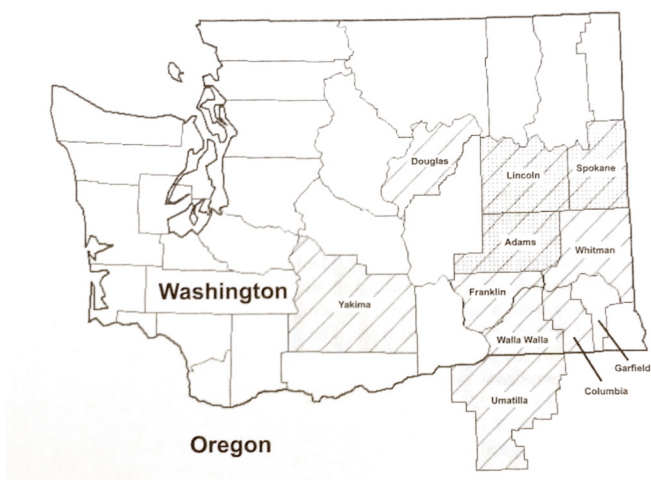 Douglas
Lincoln
Spokane
Adams
Whitman
Washington
Yakima
Franklin
Walla Walla
Garfield
Columbia
Umatilla
Oregon